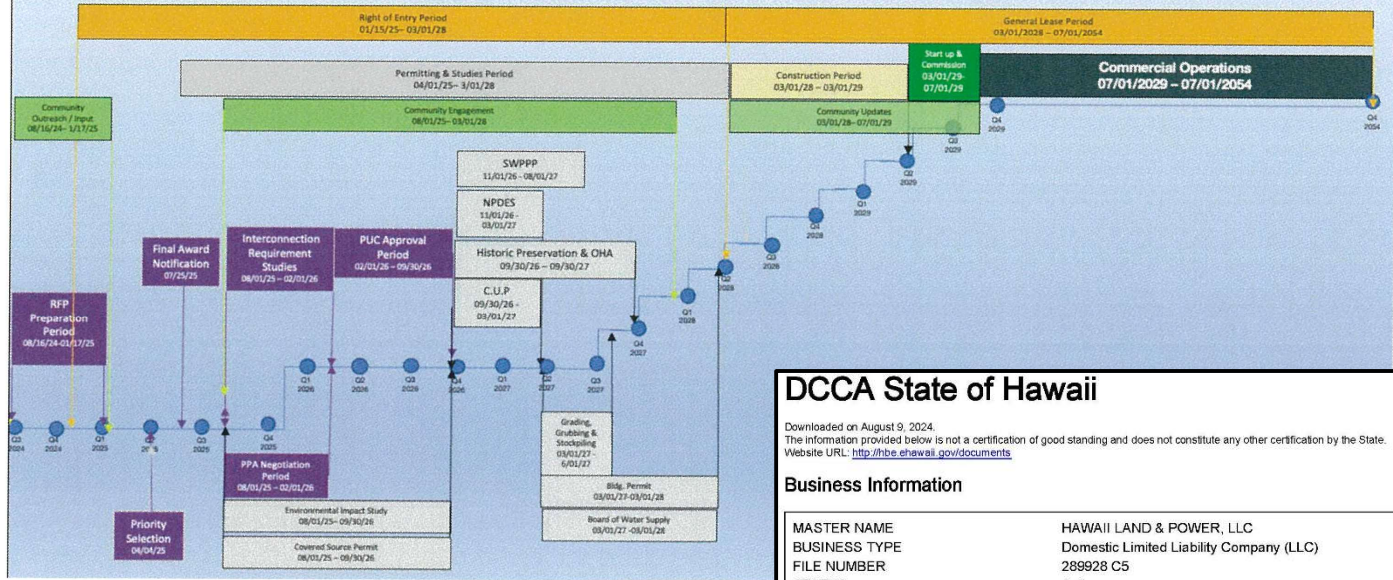 Right of Entry Period
01/15/25– 03/01/28
General Lease Period
03/01/2028 – 07/01/2054
Start up &
Commission
03/01/29-
07/01/29
Permitting & Studies Period
04/01/25– 3/01/28
Construction Period
03/01/28 – 03/01/29
Commercial Operations
07/01/2029 – 07/01/2054
Community
Outreach / Input
08/16/24– 1/17/25
Community Engagement
08/01/25– 03/01/28
Community Updates
03/01/28– 07/01/29
Q4
2029
Q4
2054
Q3
2029
SWPPP
11/01/26 - 08/01/27
Q2
2029
NPDES
11/01/26 -
03/01/27
Q1
2029
Final Award
Notification
07/25/25
Interconnection
Requirement
Studies
08/01/25 – 02/01/26
PUC Approval
Period
02/01/26 – 09/30/26
Historic Preservation & OHA
09/30/26 – 09/30/27
Q4
2028
Q3
2028
C.U.P
09/30/26 -
03/01/27
Q2
2028
RFP
Preparation
Period
08/16/24-01/17/25
Q1
2028
Q4
2027
Q1
2026
Q2
2026
Q3
2026
Q4
2026
Q1
2027
Q2
2027
Q3
2027
Q3
2024
Q4
2024
Q1
2025
2025
Q3
2025
Q4
2025
Grading,
Grubbing &
Stockpiling
03/01/27 -
6/01/27
PPA Negotiation
Period
08/01/25 – 02/01/26
Bldg. Permit
03/01/27-03/01/28
Environmental Impact Study
08/01/25– 09/30/26
Board of Water Supply
03/01/27 -03/01/28
Priority
Selection
04/04/25
Covered Source Permit
08/01/25 – 09/30/26
DCCA State of Hawaii
Downloaded on August 9, 2024.
The information provided below is not a certification of good standing and does not constitute any other certification by the State.
Website URL: http://hbe.ehawaii.gov/documents
Business Information
MASTER NAME HAWAII LAND & POWER, LLC
BUSINESS TYPE Domestic Limited Liability Company (LLC)
FILE NUMBER 289928 C5